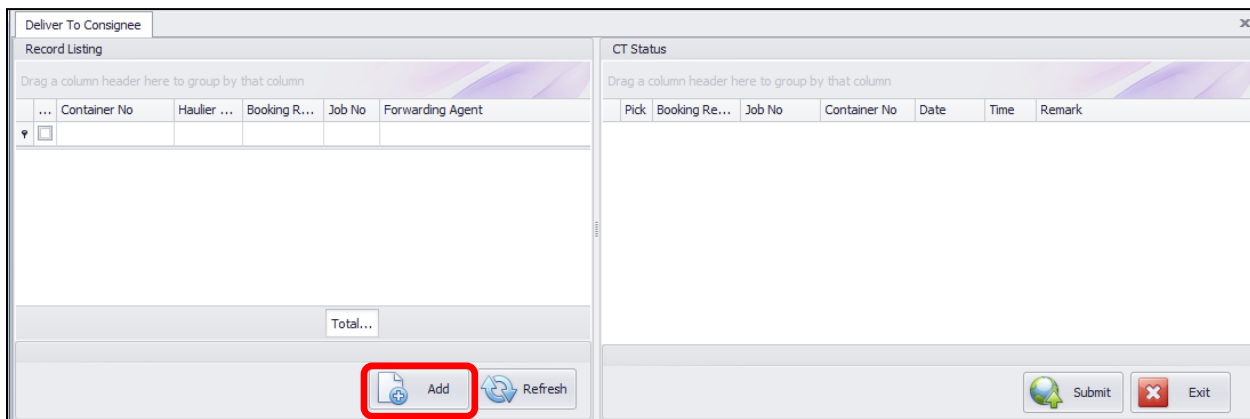 Deliver To Consignee
Record Listing
Drag a column header here to group by that column
... Container No Haulier ... Booking R... Job No Forwarding Agent
Total...
Add Refresh
CT Status
Drag a column header here to group by that column
Pick Booking Re... Job No Container No Date Time Remark
Submit Exit